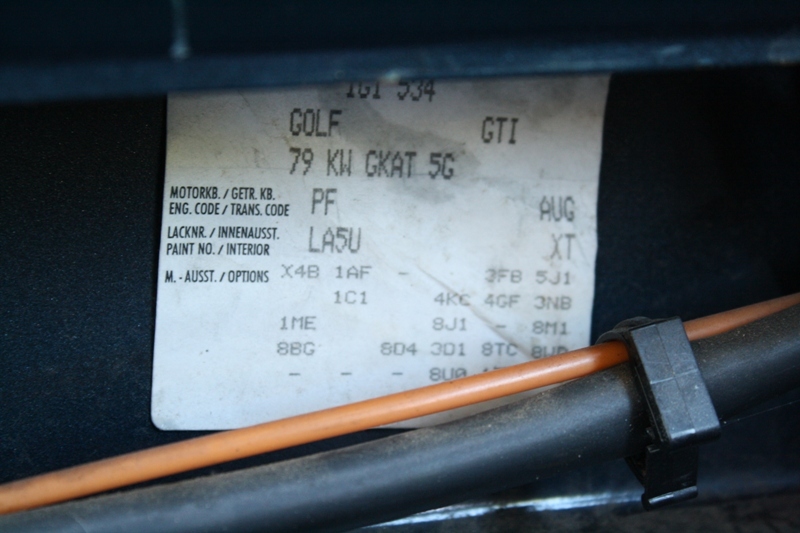 1G1 534
GOLF GTI
79 KW GKAT 5G
MOTORKB. / GETR. KB.
ENG. CODE / TRANS. CODE PF AUG
LACKNR. / INNENAUSST.
PAINT NO. / INTERIOR LA5U XT
M. - AUSST. / OPTIONS X4B 1AF - 3FB 5J1
1C1 4KC 4GF 3NB
1ME 8J1 - 8M1
8BG 8D4 3D1 8TC
- - - 8U0